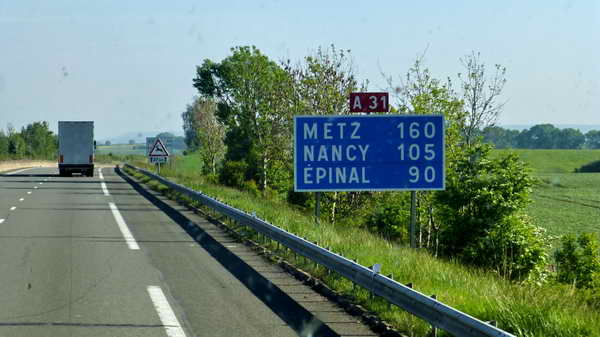 A 31
METZ 160
NANCY 105
ÉPINAL 90